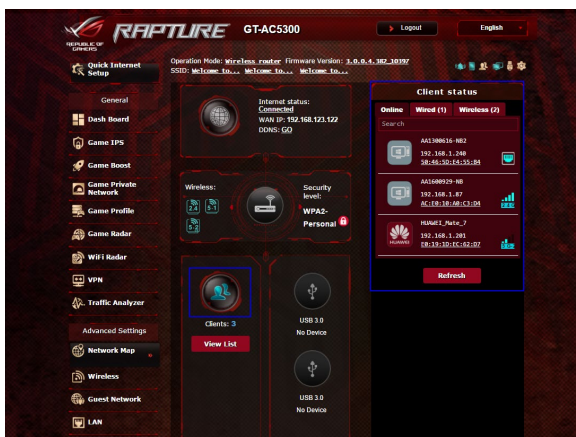 REPUBLIC OF
GAMERS
RAPTURE
GT-AC5300
Logout
English
Quick Internet
Setup
Operation Mode: Wireless router Firmware Version: 3.0.0.4.382_10397
SSID: Welcome to... Welcome to... Welcome to...
General
Dash Board
Game IPS
Game Boost
Game Private
Network
Game Profile
Game Radar
WiFi Radar
VPN
Traffic Analyzer
Advanced Settings
Network Map
Wireless
Guest Network
LAN
Internet status:
Connected
WAN IP: 192.168.123.122
DDNS: GO
Wireless:
2.4
5-1
5-2
Security
level:
WPA2-
Personal
Clients: 3
View List
USB 3.0
No Device
USB 3.0
No Device
Client status
Online Wired (1) Wireless (2)
Search
AA1300616-NB2
192.168.1.240
50:46:5D:E4:55:B4
AA1600929-NB
192.168.1.87
AC:E0:10:A0:C3:D4
HUAWEI
HUAWEI_Mate_7
192.168.1.201
E0:19:1D:EC:62:D7
Refresh